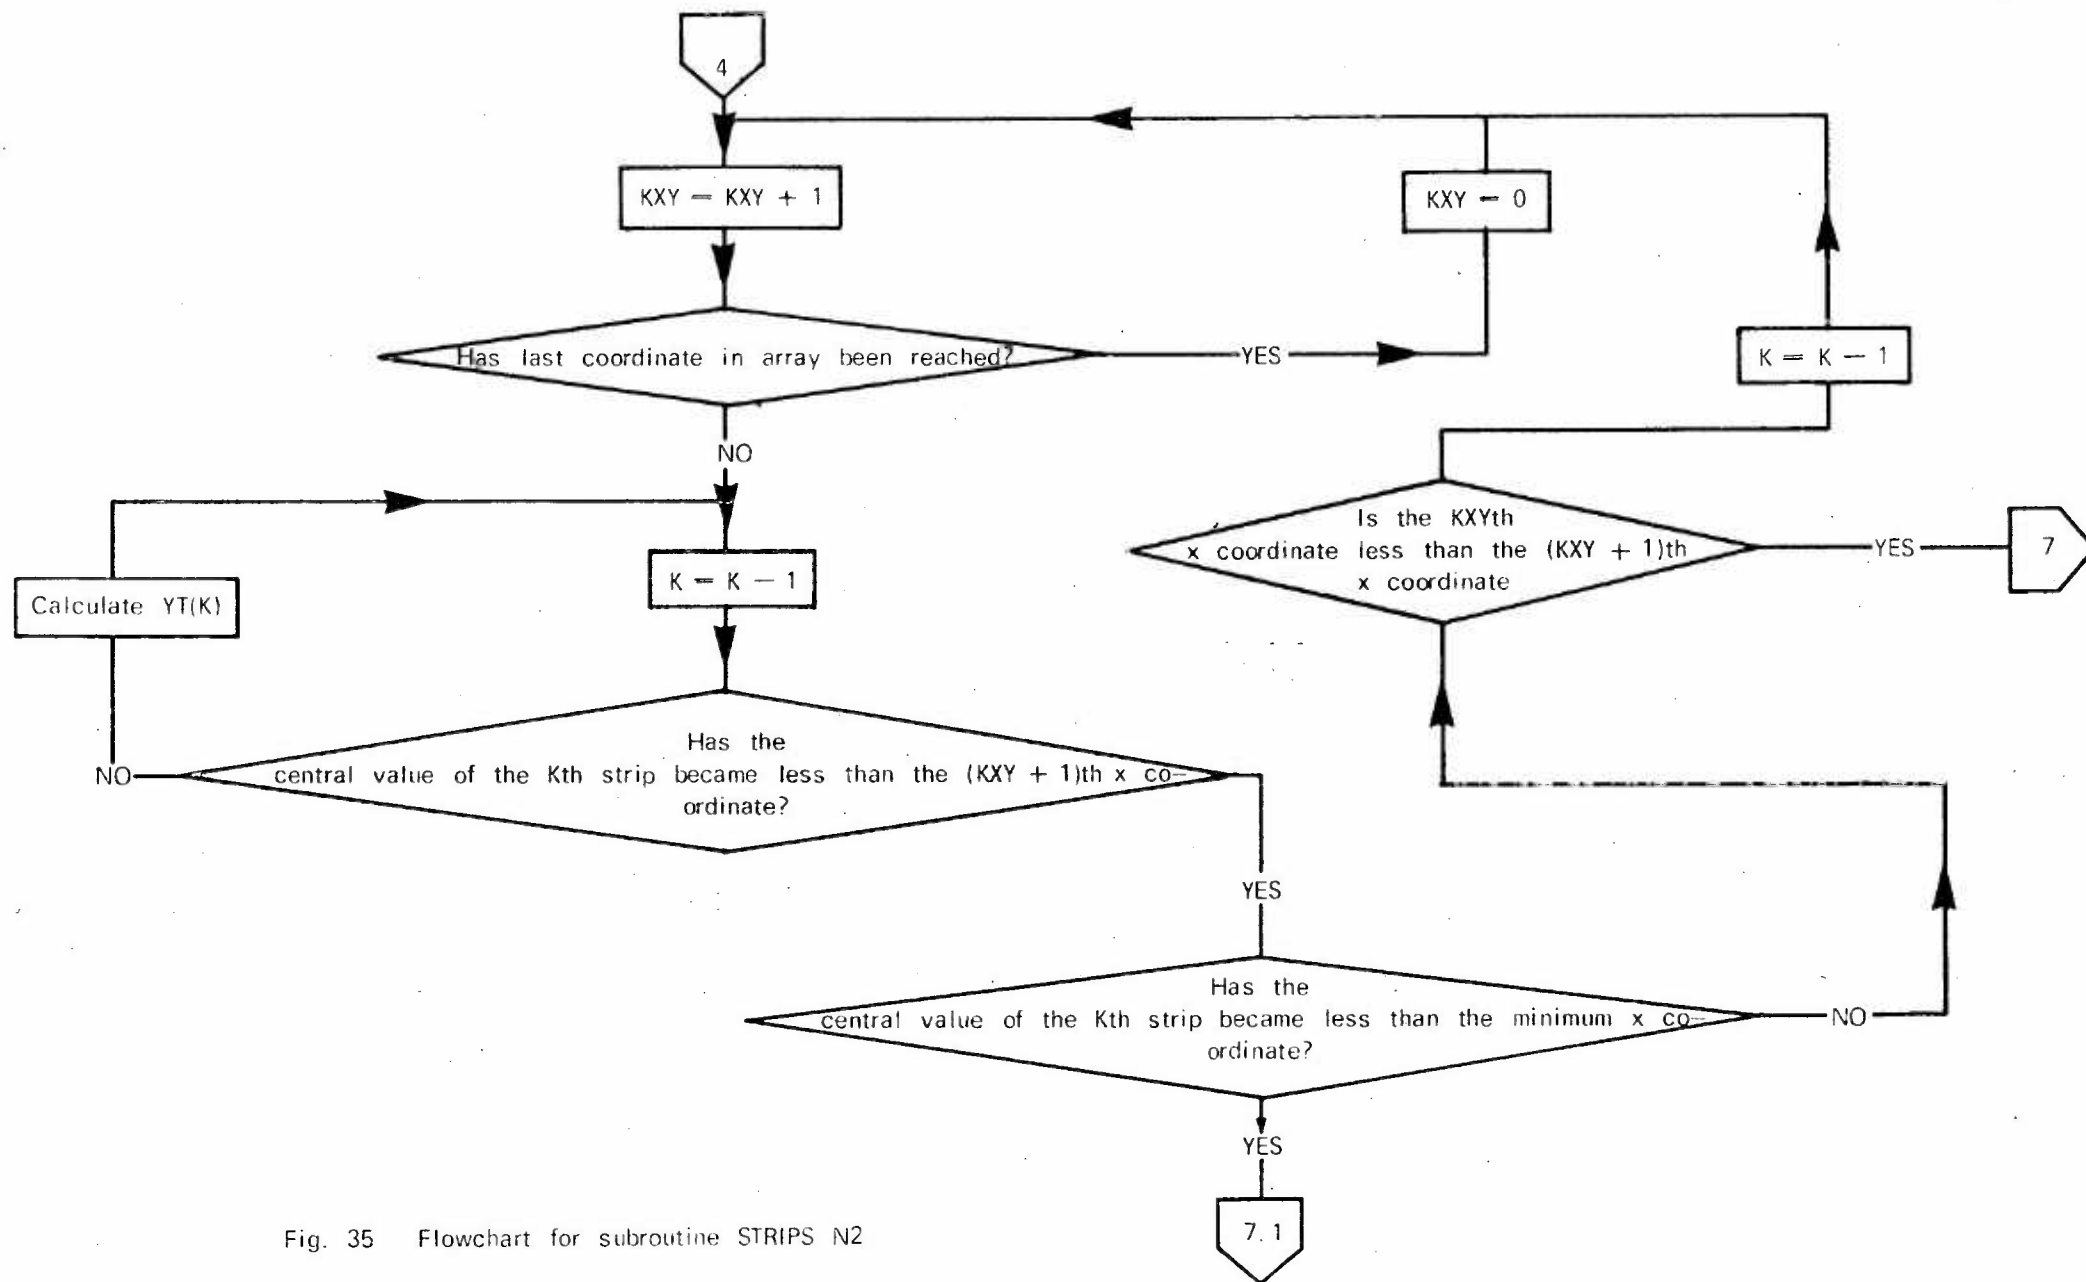 4
KXY = KXY + 1
KXY = 0
Has last coordinate in array been reached?
YES
K = K - 1
NO
Is the KXYth
x coordinate less than the (KXY + 1)th
x coordinate
YES
7
K = K - 1
Calculate YT(K)
Has the
central value of the Kth strip became less than the (KXY + 1)th x co-
ordinate?
NO
YES
Has the
central value of the Kth strip became less than the minimum x co-
ordinate?
NO
YES
7.1
Fig. 35 Flowchart for subroutine STRIPS N2